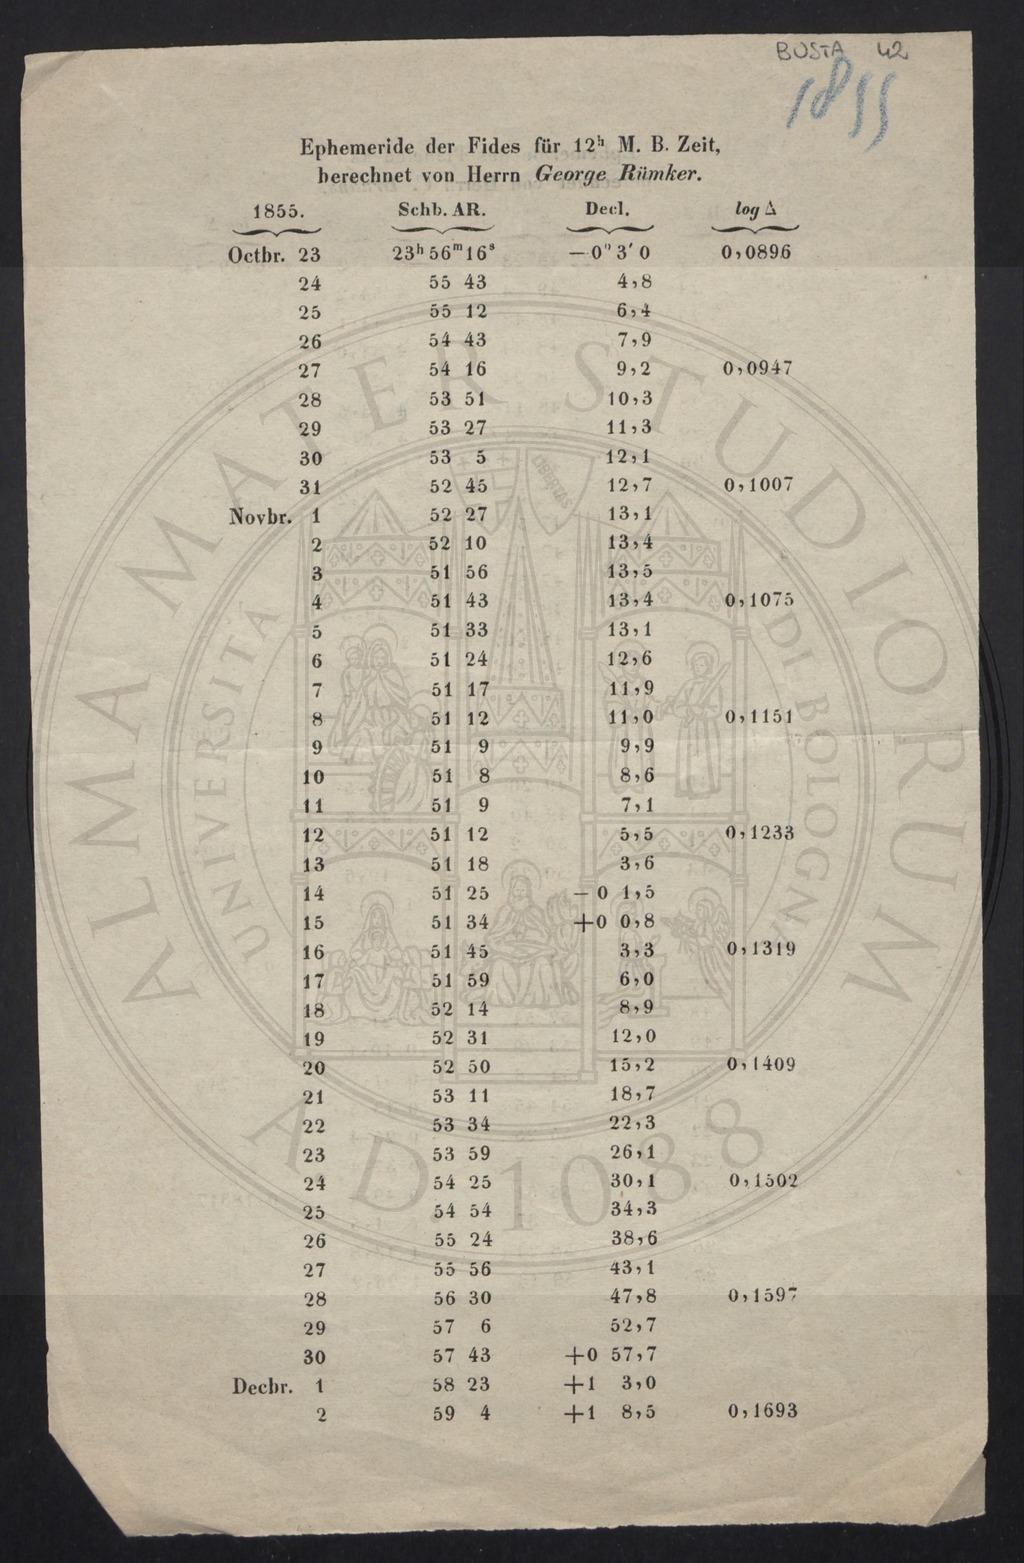 BUSTA 42
1855
Ephemeride der Fides für 12ʰ M. B. Zeit,
berechnet von Herrn George Rümker.
1855. Schb. AR. Decl. log Δ
Octbr. 23 23ʰ 56ᵐ 16ˢ —0° 3′ 0 0,0896
24 55 43 4,8
25 55 12 6,4
26 54 43 7,9
27 54 16 9,2 0,0947
28 53 51 10,3
29 53 27 11,3
30 53 5 12,1
31 52 45 12,7 0,1007
Novbr. 1 52 27 13,1
2 52 10 13,4
3 51 56 13,5
4 51 43 13,4 0,1075
5 51 33 13,1
6 51 24 12,6
7 51 17 11,9
8 51 12 11,0 0,1151
9 51 9 9,9
10 51 8 8,6
11 51 9 7,1
12 51 12 5,5 0,1233
13 51 18 3,6
14 51 25 —0 1,5
15 51 34 +0 0,8
16 51 45 3,3 0,1319
17 51 59 6,0
18 52 14 8,9
19 52 31 12,0
20 52 50 15,2 0,1409
21 53 11 18,7
22 53 34 22,3
23 53 59 26,1
24 54 25 30,1 0,1502
25 54 54 34,3
26 55 24 38,6
27 55 56 43,1
28 56 30 47,8 0,1597
29 57 6 52,7
30 57 43 +0 57,7
Decbr. 1 58 23 +1 3,0
2 59 4 +1 8,5 0,1693
ALMA MATER STUDIORUM
UNIVERSITÀ DI BOLOGNA
LIBERTAS
A.D. 1088